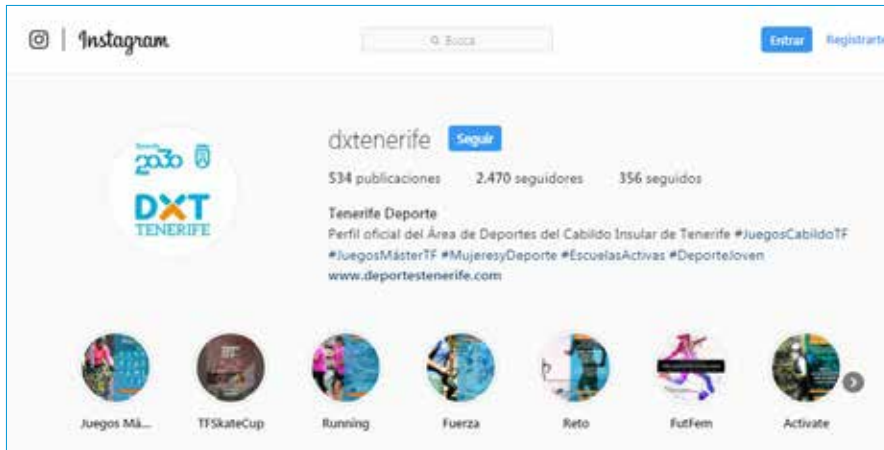 Instagram
Busca
Entrar
Registrarte
Tenerife
2030
DXT
TENERIFE
dxtenerife
Seguir
534 publicaciones 2.470 seguidores 356 seguidos
Tenerife Deporte
Perfil oficial del Área de Deportes del Cabildo Insular de Tenerife #JuegosCabildoTF
#JuegosMásterTF #MujeresyDeporte #EscuelasActivas #DeporteJoven
www.deportestenerife.com
Juegos Má...
TFSkateCup
Running
Fuerza
Reto
FutFem
Activate